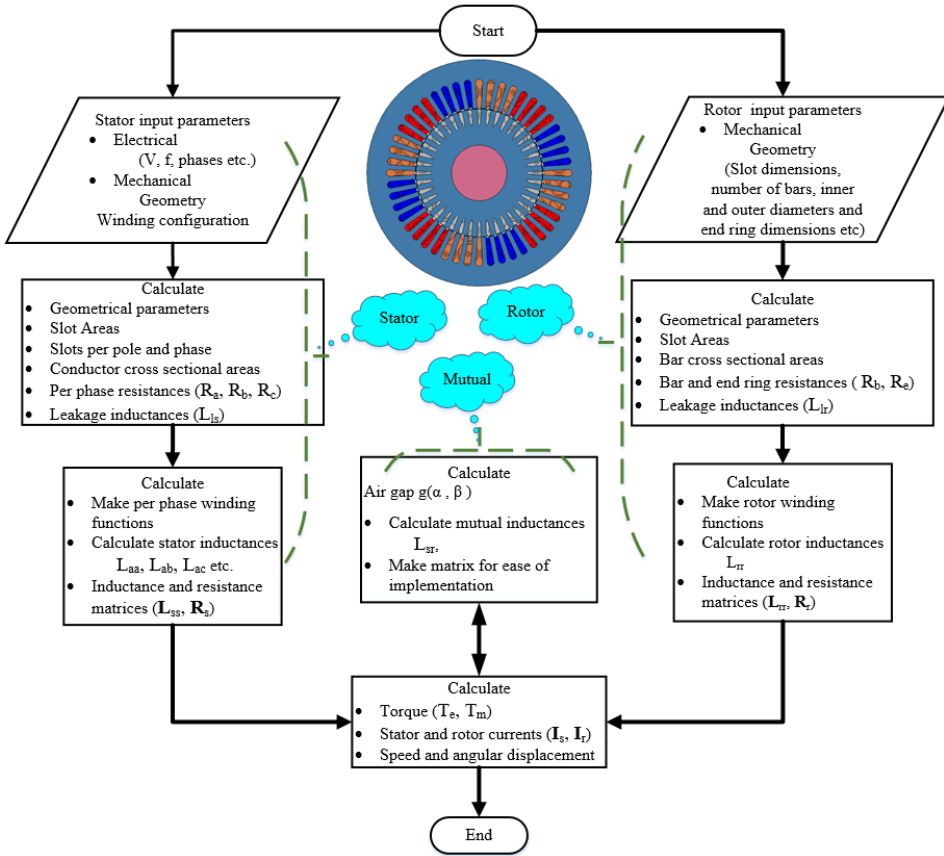 Start
Stator input parameters
• Electrical
(V, f, phases etc.)
• Mechanical
Geometry
Winding configuration
Rotor input parameters
• Mechanical
Geometry
(Slot dimensions,
number of bars, inner
and outer diameters and
end ring dimensions etc)
Calculate
• Geometrical parameters
• Slot Areas
• Slots per pole and phase
• Conductor cross sectional areas
• Per phase resistances (Ra, Rb, Rc)
• Leakage inductances (Lls)
Stator
Rotor
Mutual
Calculate
• Geometrical parameters
• Slot Areas
• Bar cross sectional areas
• Bar and end ring resistances ( Rb, Re)
• Leakage inductances (Llr)
Calculate
• Make per phase winding
functions
• Calculate stator inductances
Laa, Lab, Lac etc.
• Inductance and resistance
matrices (Lss, Rs)
Calculate
Air gap g(α , β )
• Calculate mutual inductances
Lsr,
• Make matrix for ease of
implementation
Calculate
• Make rotor winding
functions
• Calculate rotor inductances
Lrr
• Inductance and resistance
matrices (Lrr, Rr)
Calculate
• Torque (Te, Tm)
• Stator and rotor currents (Is, Ir)
• Speed and angular displacement
End